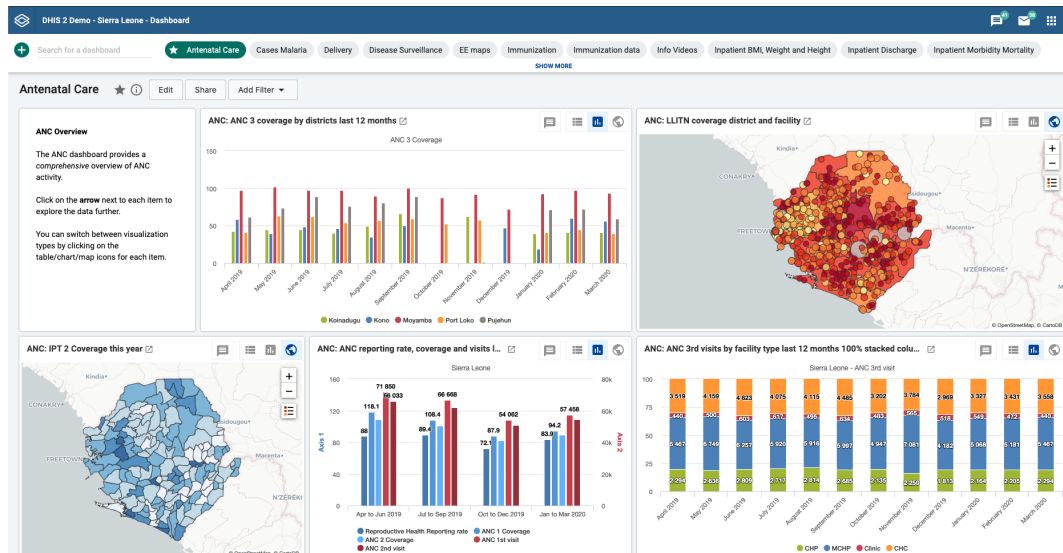 DHIS 2 Demo - Sierra Leone - Dashboard
41
38
Search for a dashboard
Antenatal Care
Cases Malaria
Delivery
Disease Surveillance
EE maps
Immunization
Immunization data
Info Videos
Inpatient BMI, Weight and Height
Inpatient Discharge
Inpatient Morbidity Mortality
SHOW MORE
Antenatal Care
Edit
Share
Add Filter
ANC Overview
The ANC dashboard provides a
comprehensive overview of ANC
activity.
Click on the arrow next to each item to
explore the data further.
You can switch between visualization
types by clicking on the
table/chart/map icons for each item.
ANC: ANC 3 coverage by districts last 12 months
ANC 3 Coverage
150
100
50
0
April 2019
May 2019
June 2019
July 2019
August 2019
September 2019
October 2019
November 2019
December 2019
January 2020
February 2020
March 2020
Koinadugu
Kono
Moyamba
Port Loko
Pujehun
ANC: LLITN coverage district and facility
Kindia
CONAKRY
FREETOWN
Macenta
N'ZÉRÉKORÉ
+
−
© OpenStreetMap, © CartoDB
ANC: IPT 2 Coverage this year
Kindia
CONAKRY
FREETOWN
Macenta
+
−
ANC: ANC reporting rate, coverage and visits l...
Sierra Leone
Axis 1
160
120
80
40
0
Axis 2
80k
60k
40k
20k
0
88
118.1
71 850
66 033
89.4
108.4
66 668
72.1
87.9
54 062
83.9
94.2
57 458
Apr to Jun 2019
Jul to Sep 2019
Oct to Dec 2019
Jan to Mar 2020
Reproductive Health Reporting rate
ANC 1 Coverage
ANC 2 Coverage
ANC 1st visit
ANC 2nd visit
ANC: ANC 3rd visits by facility type last 12 months 100% stacked colu...
Sierra Leone - ANC 3rd visit
100
75
50
25
0
3 519
4 159
4 623
4 075
4 115
4 485
3 202
3 784
2 969
3 327
3 431
3 558
5 467
6 749
6 257
5 920
5 916
5 997
4 947
7 081
4 182
5 068
5 181
5 467
2 294
2 636
2 809
2 717
2 414
2 685
2 135
2 250
1 813
2 164
2 205
2 294
April 2019
May 2019
June 2019
July 2019
August 2019
September 2019
October 2019
November 2019
December 2019
January 2020
February 2020
March 2020
CHP
MCHP
Clinic
CHC